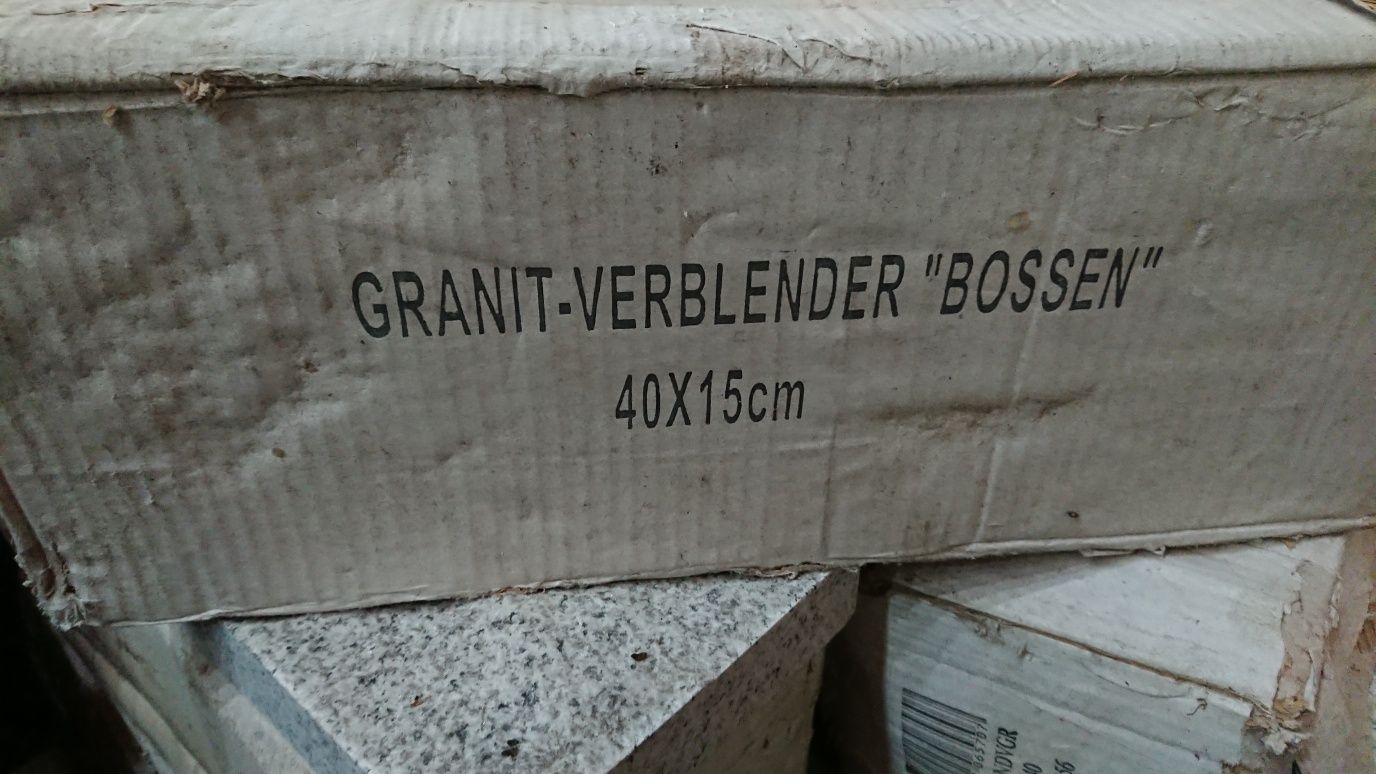 GRANIT-VERBLENDER "BOSSEN"
40X15cm